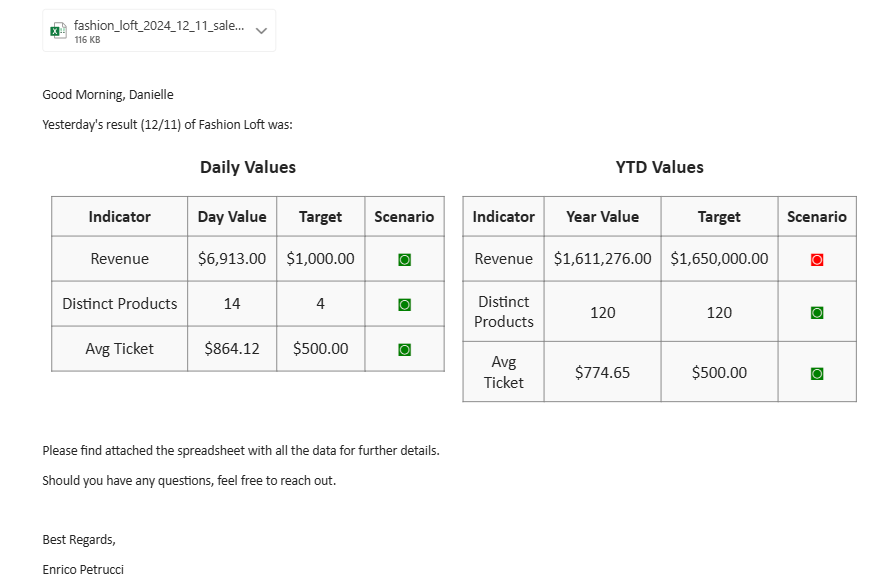 fashion_loft_2024_12_11_sale...
116 KB
Good Morning, Danielle
Yesterday's result (12/11) of Fashion Loft was:
Daily Values
Indicator Day Value Target Scenario
Revenue $6,913.00 $1,000.00
Distinct Products 14 4
Avg Ticket $864.12 $500.00
YTD Values
Indicator Year Value Target Scenario
Revenue $1,611,276.00 $1,650,000.00
Distinct
Products 120 120
Avg
Ticket $774.65 $500.00
Please find attached the spreadsheet with all the data for further details.
Should you have any questions, feel free to reach out.
Best Regards,
Enrico Petrucci